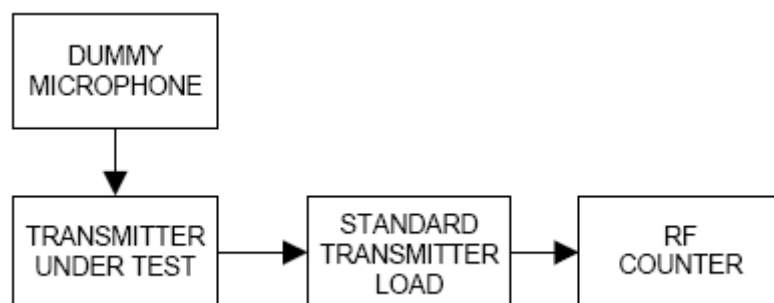 DUMMY
MICROPHONE
TRANSMITTER
UNDER TEST
STANDARD
TRANSMITTER
LOAD
RF
COUNTER